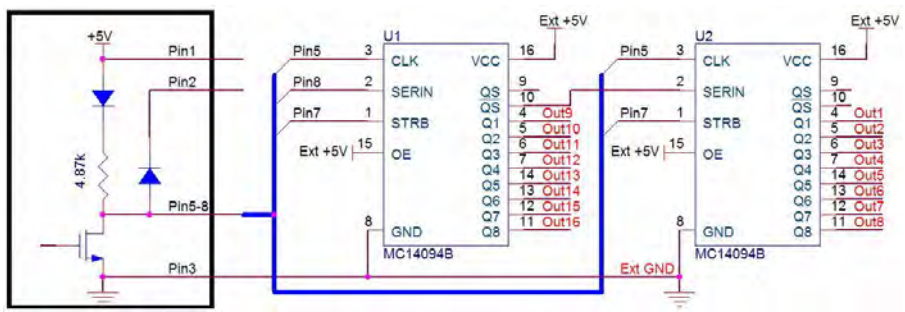 +5V
Pin1
Pin2
4.87k
Pin5-8
Pin3
U1
Ext +5V
Pin5
3
CLK
VCC
16
Pin8
2
SERIN
QS
9
QS
10
Pin7
1
STRB
Q1
4
Out9
Q2
5
Out10
Ext +5V
15
OE
Q3
6
Out11
Q4
7
Out12
Q5
14
Out13
Q6
13
Out14
Q7
12
Out15
8
GND
Q8
11
Out16
MC14094B
Ext GND
U2
Ext +5V
Pin5
3
CLK
VCC
16
2
SERIN
QS
9
QS
10
Pin7
1
STRB
Q1
4
Out1
Q2
5
Out2
Ext +5V
15
OE
Q3
6
Out3
Q4
7
Out4
Q5
14
Out5
Q6
13
Out6
Q7
12
Out7
8
GND
Q8
11
Out8
MC14094B